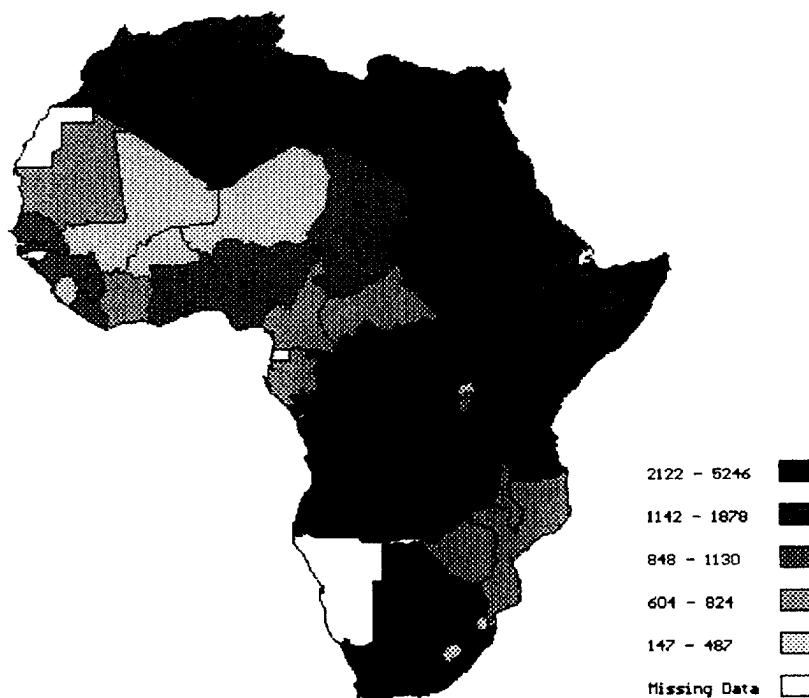 2122 - 5246
1142 - 1878
848 - 1130
604 - 824
147 - 487
Missing Data